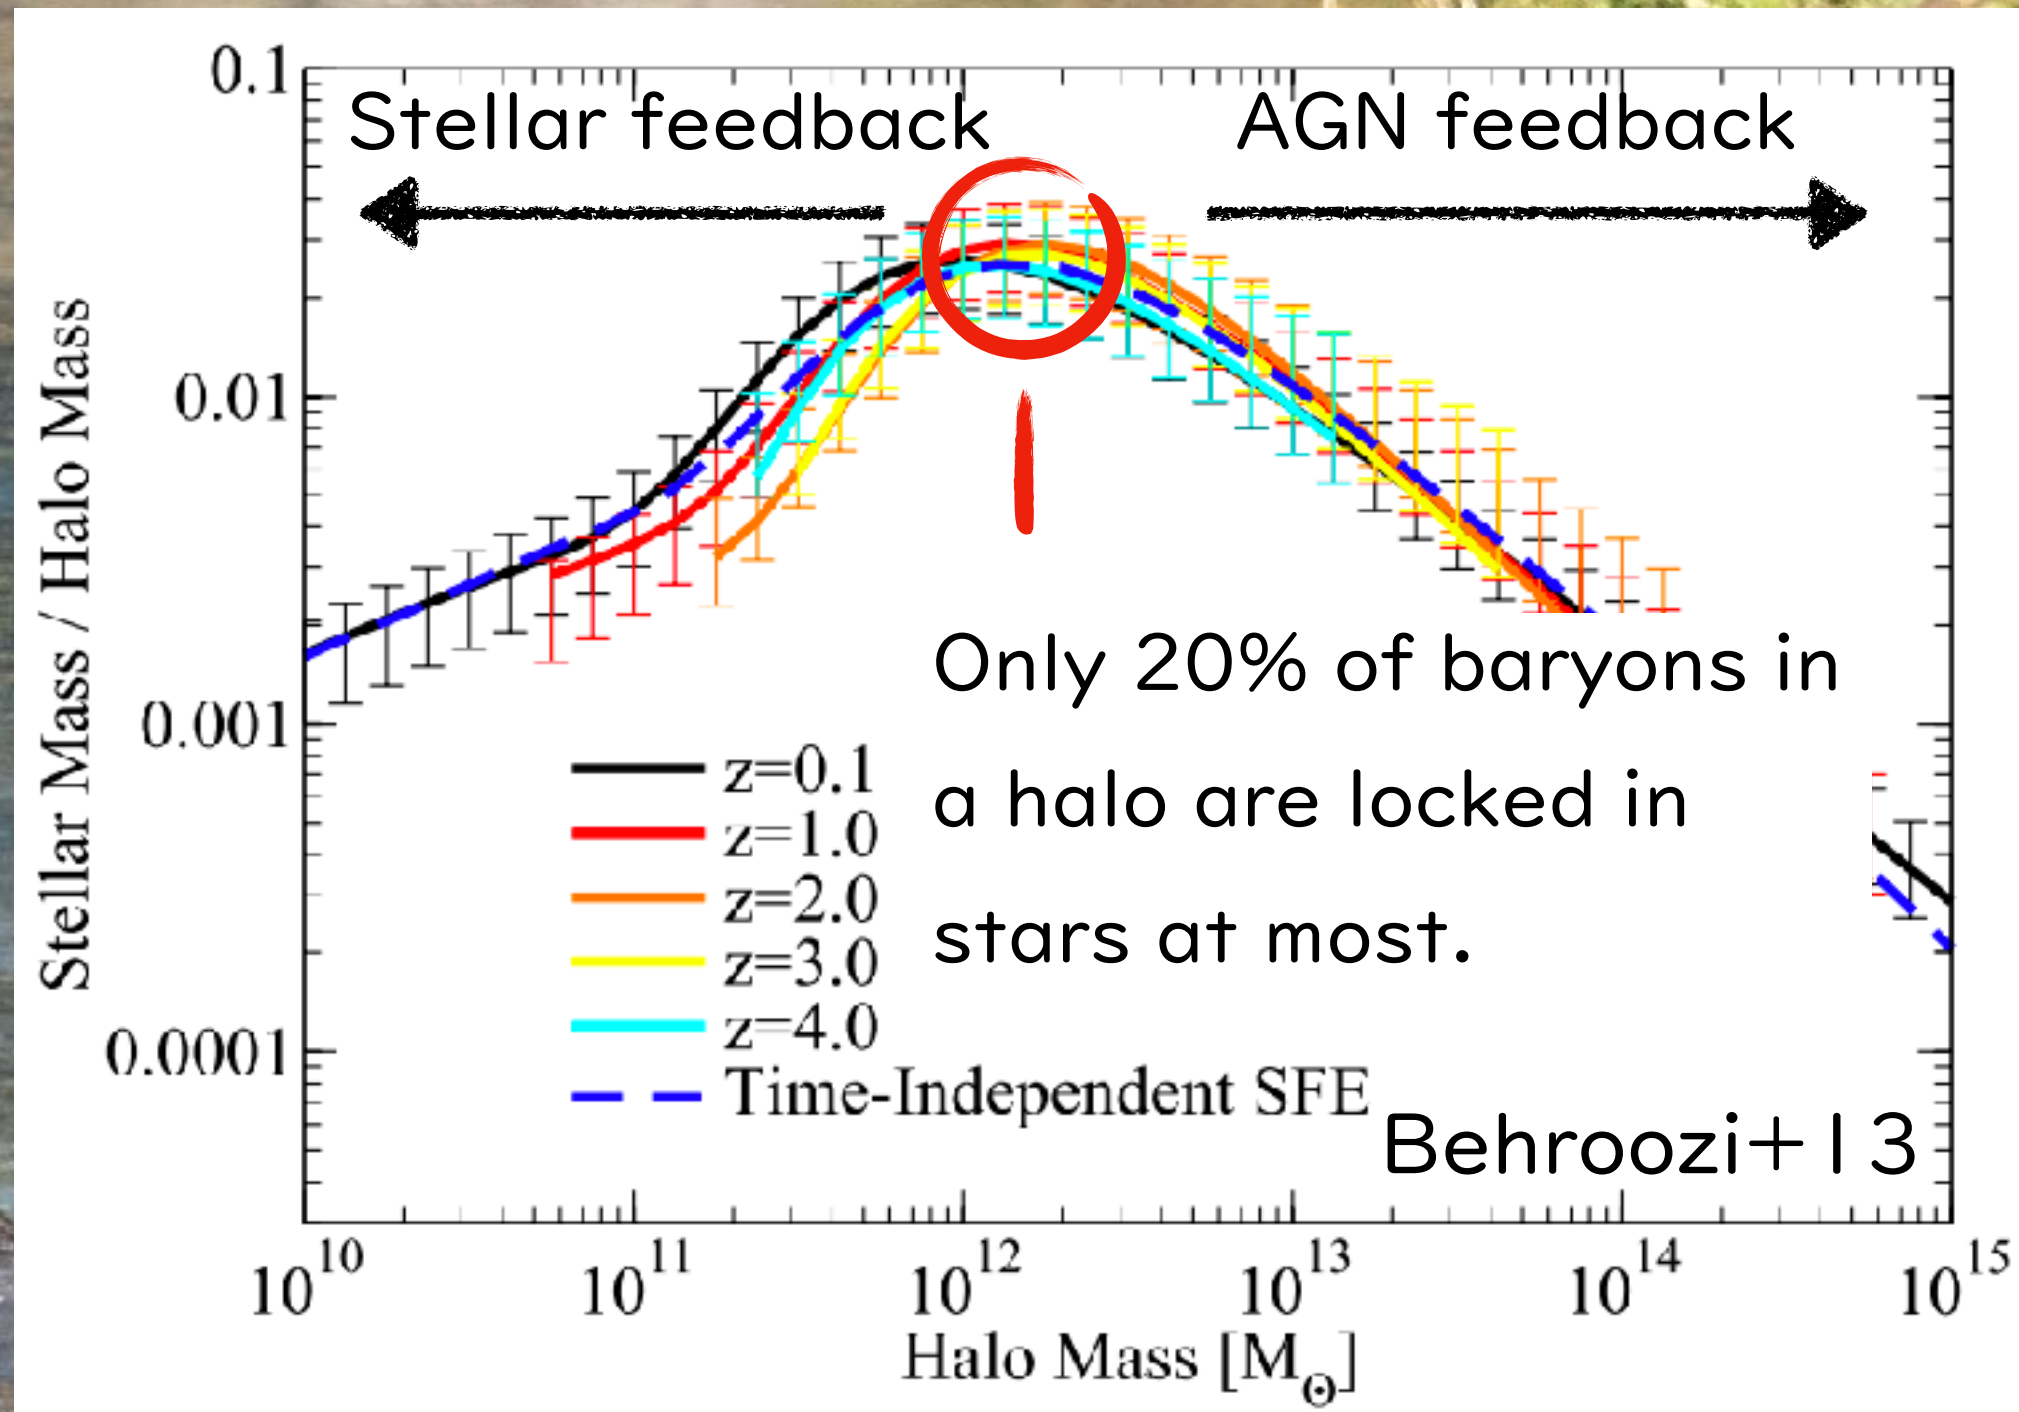 0.1
Stellar feedback
AGN feedback
0.01
Stellar Mass / Halo Mass
0.001
Only 20% of baryons in
a halo are locked in
stars at most.
z=0.1
z=1.0
z=2.0
z=3.0
z=4.0
Time-Independent SFE
0.0001
Behroozi+13
10^10 10^11 10^12 10^13 10^14 10^15
Halo Mass [M_⊙]